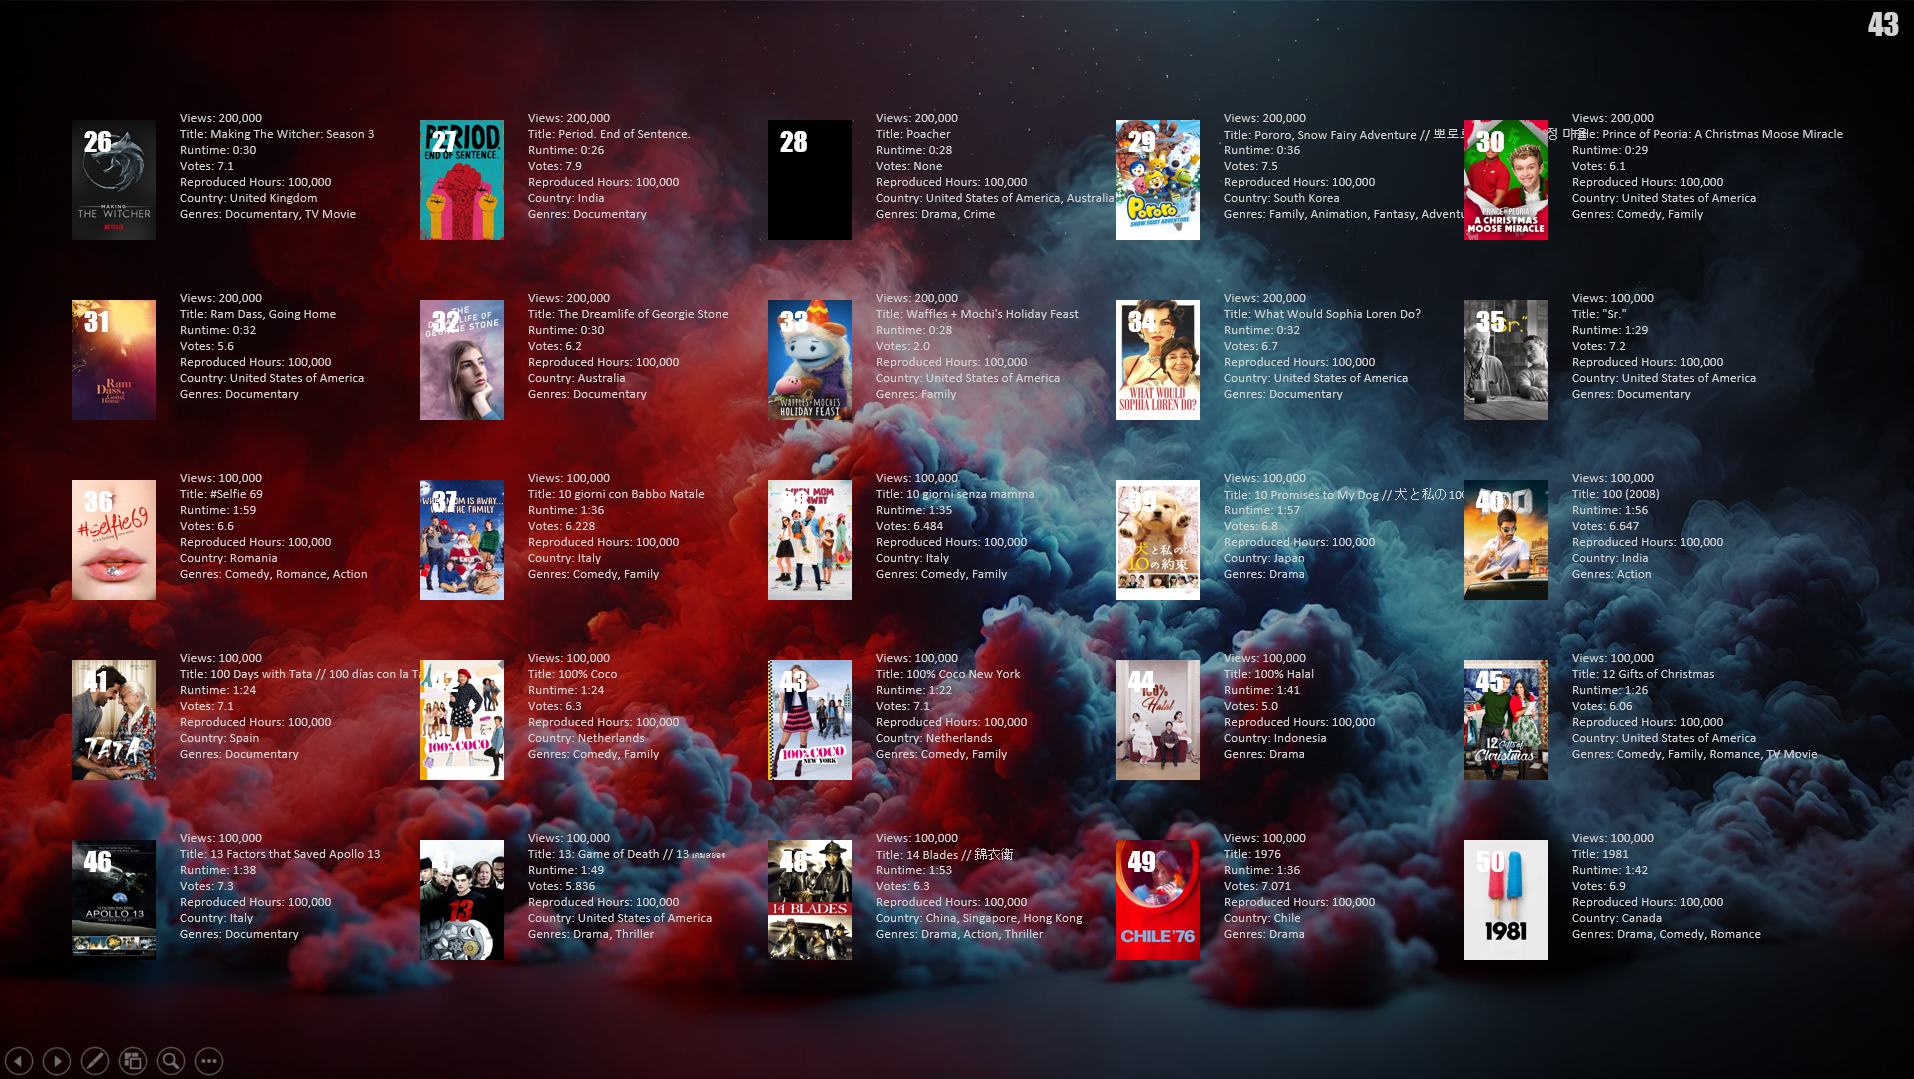 43
26
Views: 200,000
Title: Making The Witcher: Season 3
Runtime: 0:30
Votes: 7.1
Reproduced Hours: 100,000
Country: United Kingdom
Genres: Documentary, TV Movie
MAKING
THE WITCHER
NETFLIX
27
PERIOD.
END OF SENTENCE.
Views: 200,000
Title: Period. End of Sentence.
Runtime: 0:26
Votes: 7.9
Reproduced Hours: 100,000
Country: India
Genres: Documentary
28
Views: 200,000
Title: Poacher
Runtime: 0:28
Votes: None
Reproduced Hours: 100,000
Country: United States of America, Australia
Genres: Drama, Crime
29
Pororo
SNOW FAIRY ADVENTURE
Views: 200,000
Title: Pororo, Snow Fairy Adventure // 뽀로
Runtime: 0:36
Votes: 7.5
Reproduced Hours: 100,000
Country: South Korea
Genres: Family, Animation, Fantasy, Adventu
30
PRINCE OF PEORIA
A CHRISTMAS
MOOSE MIRACLE
Views: 200,000
Title: Prince of Peoria: A Christmas Moose Miracle
Runtime: 0:29
Votes: 6.1
Reproduced Hours: 100,000
Country: United States of America
Genres: Comedy, Family
31
Ram
Dass,
Going
Home
Views: 200,000
Title: Ram Dass, Going Home
Runtime: 0:32
Votes: 5.6
Reproduced Hours: 100,000
Country: United States of America
Genres: Documentary
32
THE
LIFE OF
GEORGIE STONE
Views: 200,000
Title: The Dreamlife of Georgie Stone
Runtime: 0:30
Votes: 6.2
Reproduced Hours: 100,000
Country: Australia
Genres: Documentary
33
WAFFLES + MOCHI'S
HOLIDAY FEAST
Views: 200,000
Title: Waffles + Mochi's Holiday Feast
Runtime: 0:28
Votes: 2.0
Reproduced Hours: 100,000
Country: United States of America
Genres: Family
34
WHAT WOULD
SOPHIA LOREN DO?
Views: 200,000
Title: What Would Sophia Loren Do?
Runtime: 0:32
Votes: 6.7
Reproduced Hours: 100,000
Country: United States of America
Genres: Documentary
35
Sr."
Views: 100,000
Title: "Sr."
Runtime: 1:29
Votes: 7.2
Reproduced Hours: 100,000
Country: United States of America
Genres: Documentary
36
#selfie69
Views: 100,000
Title: #Selfie 69
Runtime: 1:59
Votes: 6.6
Reproduced Hours: 100,000
Country: Romania
Genres: Comedy, Romance, Action
37
WHEN MOM IS AWAY...
WITH THE FAMILY
Views: 100,000
Title: 10 giorni con Babbo Natale
Runtime: 1:36
Votes: 6.228
Reproduced Hours: 100,000
Country: Italy
Genres: Comedy, Family
38
WHEN MOM
AWAY
Views: 100,000
Title: 10 giorni senza mamma
Runtime: 1:35
Votes: 6.484
Reproduced Hours: 100,000
Country: Italy
Genres: Comedy, Family
39
犬と私の
10の約束
Views: 100,000
Title: 10 Promises to My Dog // 犬と私の10
Runtime: 1:57
Votes: 6.8
Reproduced Hours: 100,000
Country: Japan
Genres: Drama
40
Views: 100,000
Title: 100 (2008)
Runtime: 1:56
Votes: 6.647
Reproduced Hours: 100,000
Country: India
Genres: Action
41
TATA
Views: 100,000
Title: 100 Days with Tata // 100 días con la Ta
Runtime: 1:24
Votes: 7.1
Reproduced Hours: 100,000
Country: Spain
Genres: Documentary
42
100% COCO
Views: 100,000
Title: 100% Coco
Runtime: 1:24
Votes: 6.3
Reproduced Hours: 100,000
Country: Netherlands
Genres: Comedy, Family
43
100% COCO
NEW YORK
Views: 100,000
Title: 100% Coco New York
Runtime: 1:22
Votes: 7.1
Reproduced Hours: 100,000
Country: Netherlands
Genres: Comedy, Family
44
100%
Halal
Views: 100,000
Title: 100% Halal
Runtime: 1:41
Votes: 5.0
Reproduced Hours: 100,000
Country: Indonesia
Genres: Drama
45
12 Gifts of
Christmas
Views: 100,000
Title: 12 Gifts of Christmas
Runtime: 1:26
Votes: 6.06
Reproduced Hours: 100,000
Country: United States of America
Genres: Comedy, Family, Romance, TV Movie
46
APOLLO 13
Views: 100,000
Title: 13 Factors that Saved Apollo 13
Runtime: 1:38
Votes: 7.3
Reproduced Hours: 100,000
Country: Italy
Genres: Documentary
47
13
Views: 100,000
Title: 13: Game of Death // 13
Runtime: 1:49
Votes: 5.836
Reproduced Hours: 100,000
Country: United States of America
Genres: Drama, Thriller
48
14 BLADES
Views: 100,000
Title: 14 Blades // 錦衣衛
Runtime: 1:53
Votes: 6.3
Reproduced Hours: 100,000
Country: China, Singapore, Hong Kong
Genres: Drama, Action, Thriller
49
CHILE '76
Views: 100,000
Title: 1976
Runtime: 1:36
Votes: 7.071
Reproduced Hours: 100,000
Country: Chile
Genres: Drama
50
1981
Views: 100,000
Title: 1981
Runtime: 1:42
Votes: 6.9
Reproduced Hours: 100,000
Country: Canada
Genres: Drama, Comedy, Romance